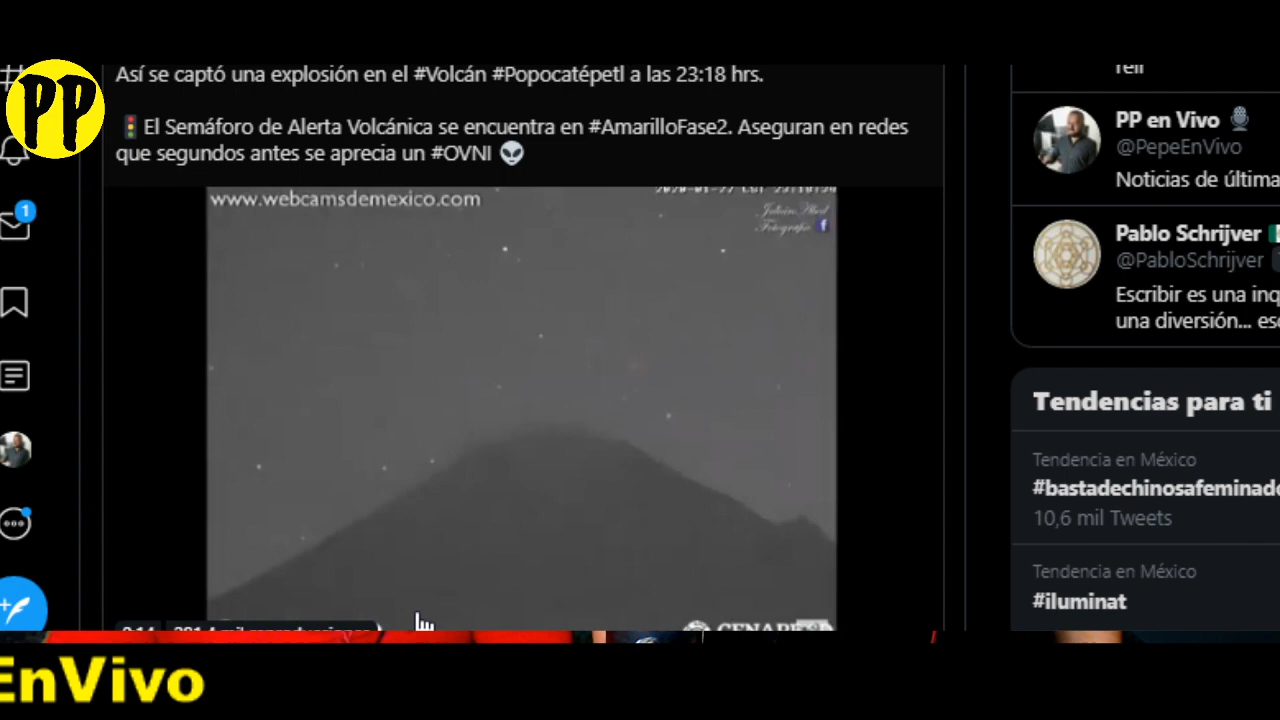 PP
Así se captó una explosión en el #Volcán #Popocatépetl a las 23:18 hrs.
El Semáforo de Alerta Volcánica se encuentra en #AmarilloFase2. Aseguran en redes
que segundos antes se aprecia un #OVNI
www.webcamsdemexico.com
1
PP en Vivo
@PepeEnVivo
Noticias de última
Pablo Schrijver
@PabloSchrijver
Escribir es una inq
una diversión... esc
Tendencias para ti
Tendencia en México
#bastadechinosafeminado
10,6 mil Tweets
Tendencia en México
#iluminat
EnVivo